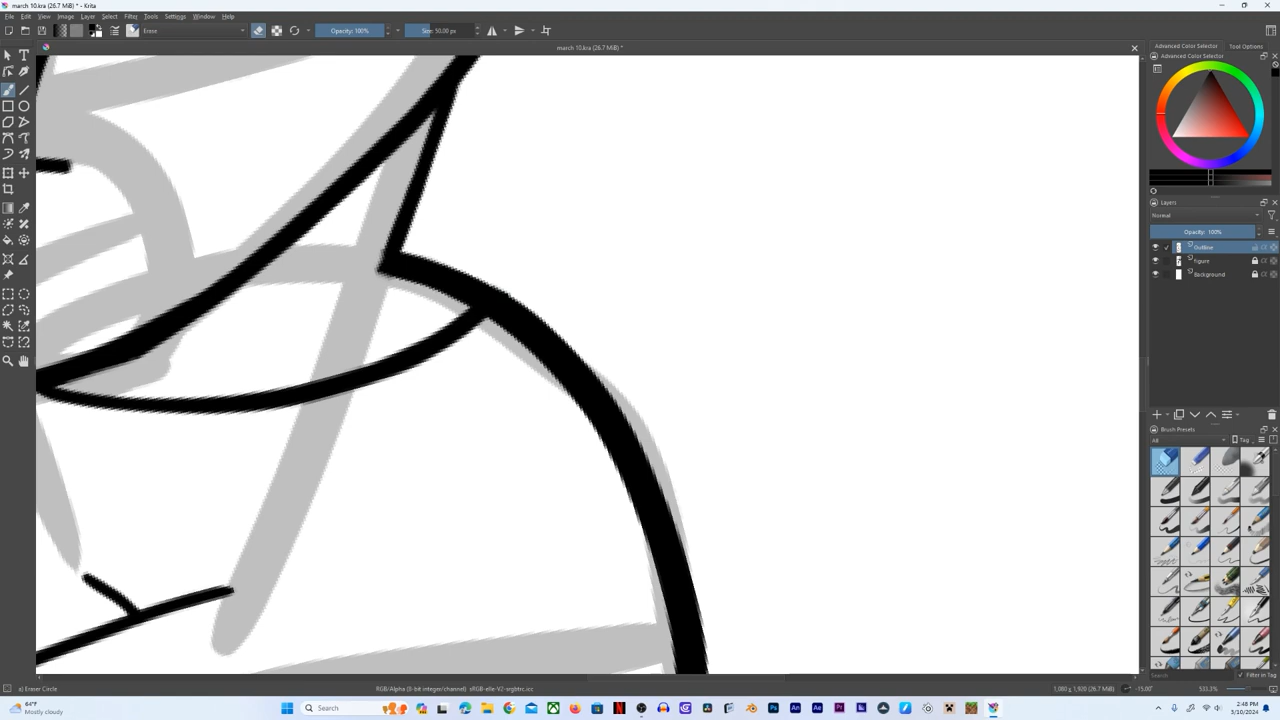 march 10.kra (26.7 MiB) * - Krita
File Edit View Image Layer Select Filter Tools Settings Window Help
Erase Opacity: 100% Size: 50.00 px
march 10.kra (26.7 MiB) *
Advanced Color Selector Tool Options
Advanced Color Selector
Layers
Normal
Opacity: 100%
Outline
figure
Background
Brush Presets
All Tag
Search Filter in Tag
a) Eraser Circle RGB/Alpha (8-bit integer/channel) sRGB-elle-V2-srgbtrc.icc 1,080 x 1,920 (26.7 MiB) -15.00° 533.3%
64°F
Mostly cloudy
Search
2:48 PM
3/10/2024